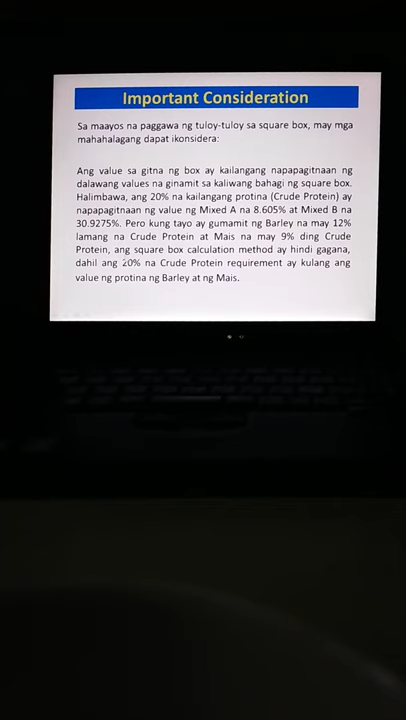 Important Consideration
Sa maayos na paggawa ng tuloy-tuloy sa square box, may mga
mahahalagang dapat ikonsidera:
Ang value sa gitna ng box ay kailangang napapagitnaan ng
dalawang values na ginamit sa kaliwang bahagi ng square box.
Halimbawa, ang 20% na kailangang protina (Crude Protein) ay
napapagitnaan ng value ng Mixed A na 8.605% at Mixed B na
30.9275%. Pero kung tayo ay gumamit ng Barley na may 12%
lamang na Crude Protein at Mais na may 9% ding Crude
Protein, ang square box calculation method ay hindi gagana,
dahil ang 20% na Crude Protein requirement ay kulang ang
value ng protina ng Barley at ng Mais.